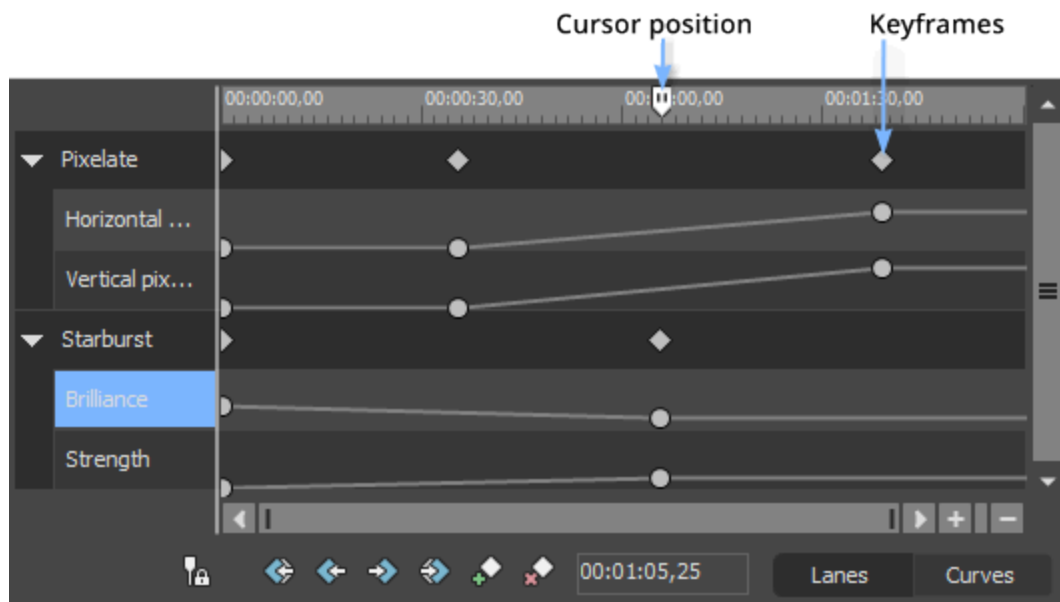 Cursor position Keyframes
00:00:00,00 00:00:30,00 00: :00,00 00:01:30,00
Pixelate
Horizontal ...
Vertical pix...
Starburst
Brilliance
Strength
00:01:05,25 Lanes Curves